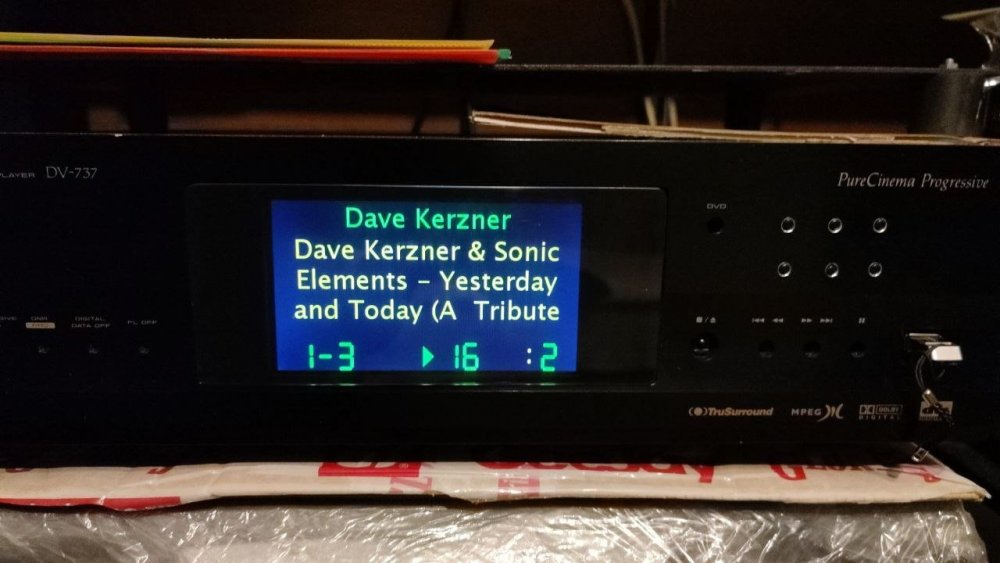 PLAYER DV-737
PureCinema Progressive
DVD
Dave Kerzner
Dave Kerzner & Sonic
Elements – Yesterday
and Today (A Tribute
1-3 ▶ 16 :2
DNR
DIGITAL
DATA OFF
FL OFF
TruSurround
MPEG
DOLBY
DIGITAL